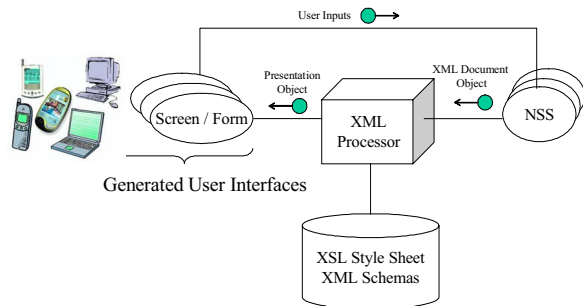 User Inputs
Presentation
Object
XML Document
Object
Screen / Form
XML
Processor
NSS
Generated User Interfaces
XSL Style Sheet
XML Schemas